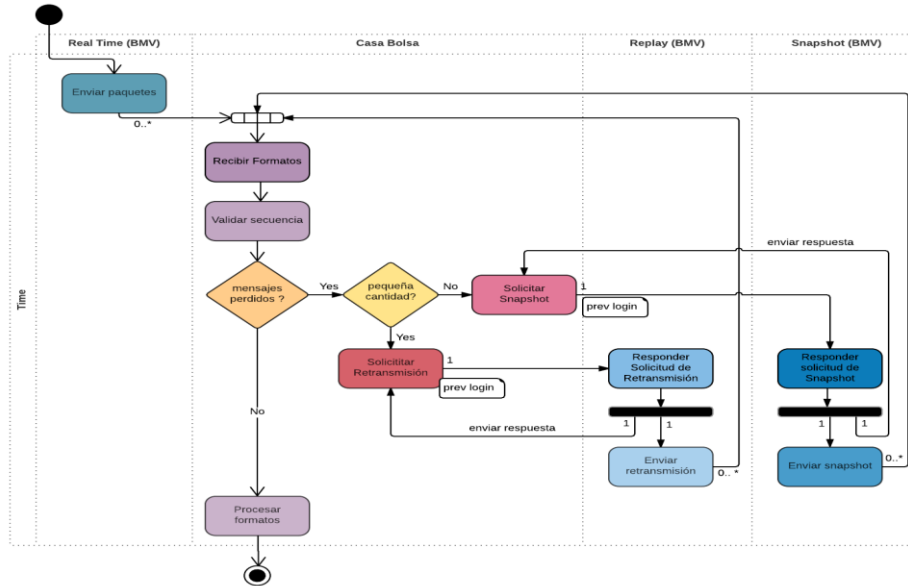 Real Time (BMV)
Casa Bolsa
Replay (BMV)
Snapshot (BMV)
Time
Enviar paquetes
0..*
Recibir Formatos
Validar secuencia
enviar respuesta
mensajes
perdidos ?
Yes
pequeña
cantidad?
No
Solicitar
Snapshot
1
prev login
Yes
Solicititar
Retransmisión
1
prev login
Responder
Solicitud de
Retransmisión
Responder
solicitud de
Snapshot
No
enviar respuesta
1
1
1
1
Enviar
retransmisión
0.. *
Enviar snapshot
0..*
Procesar
formatos